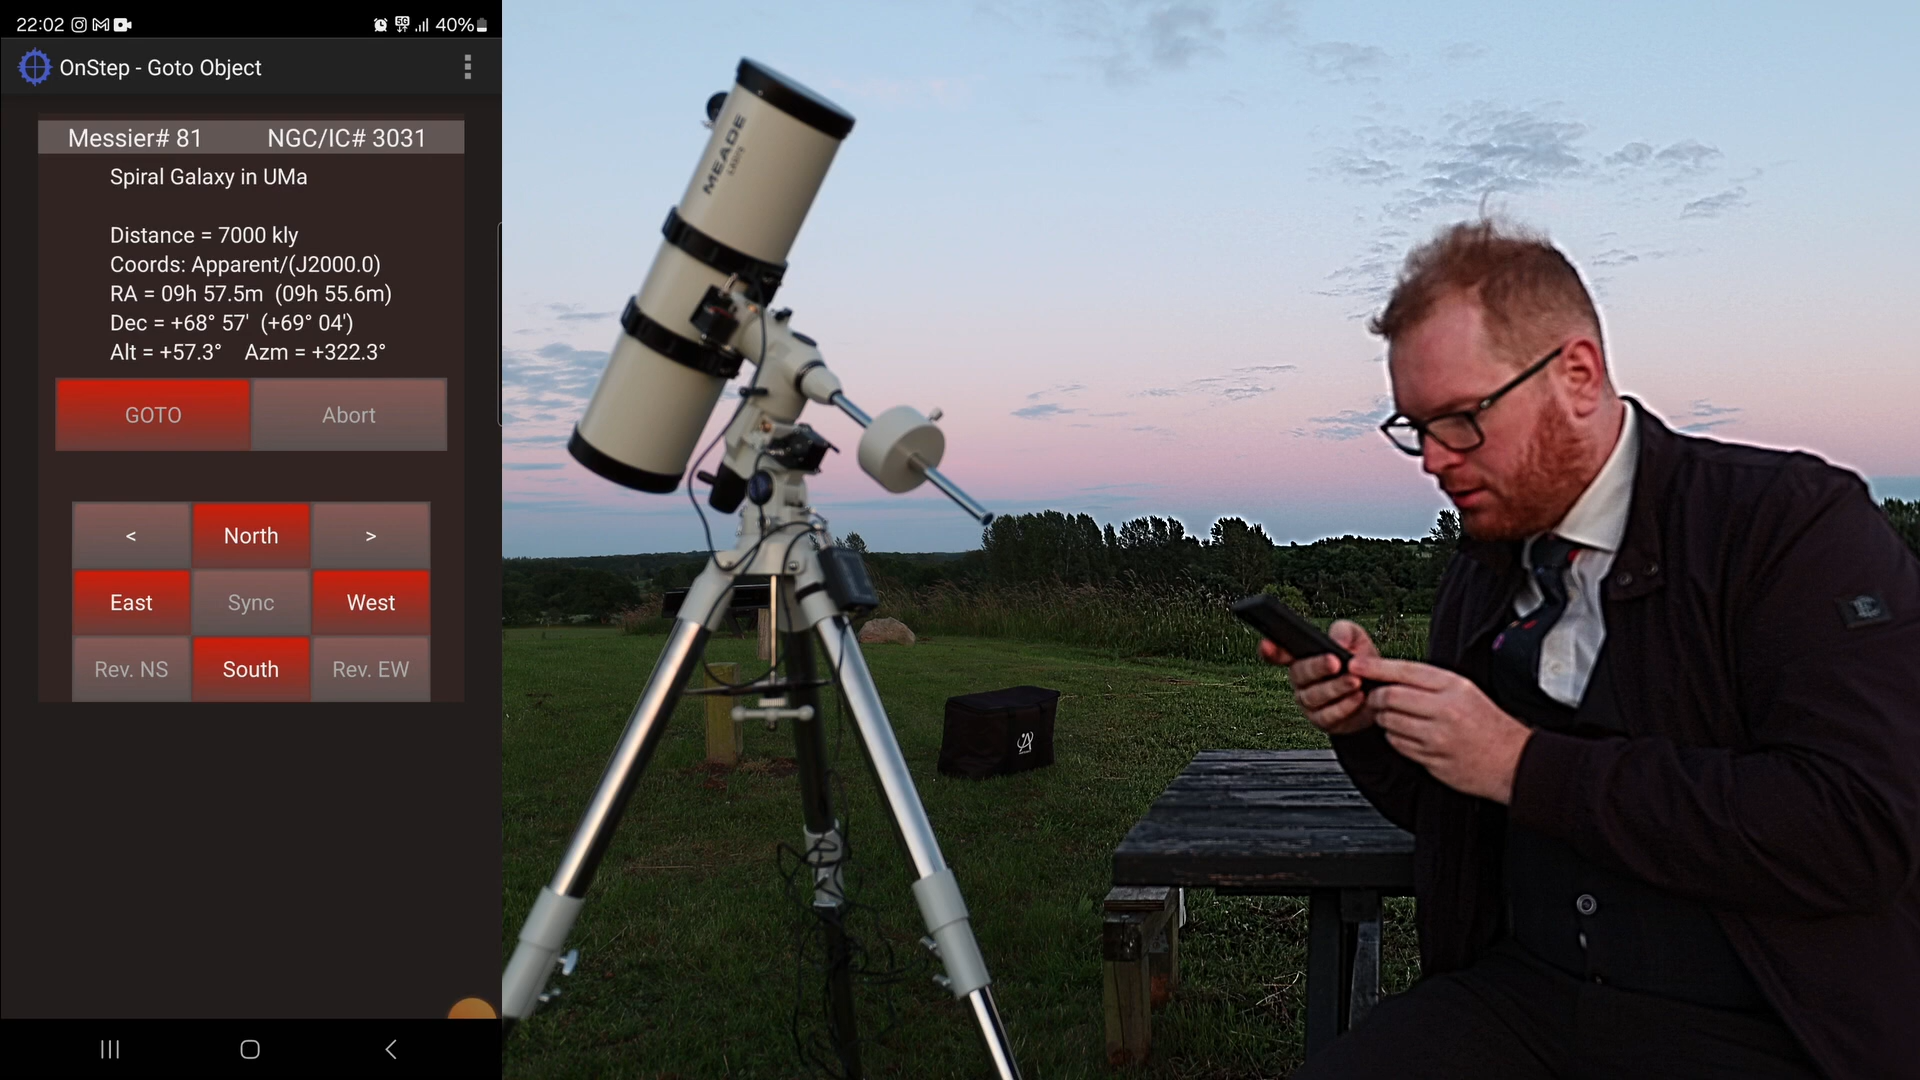 22:02 40%
OnStep - Goto Object
Messier# 81 NGC/IC# 3031
Spiral Galaxy in UMa
Distance = 7000 kly
Coords: Apparent/(J2000.0)
RA = 09h 57.5m (09h 55.6m)
Dec = +68° 57' (+69° 04')
Alt = +57.3° Azm = +322.3°
GOTO Abort
< North >
East Sync West
Rev. NS South Rev. EW
MEADE